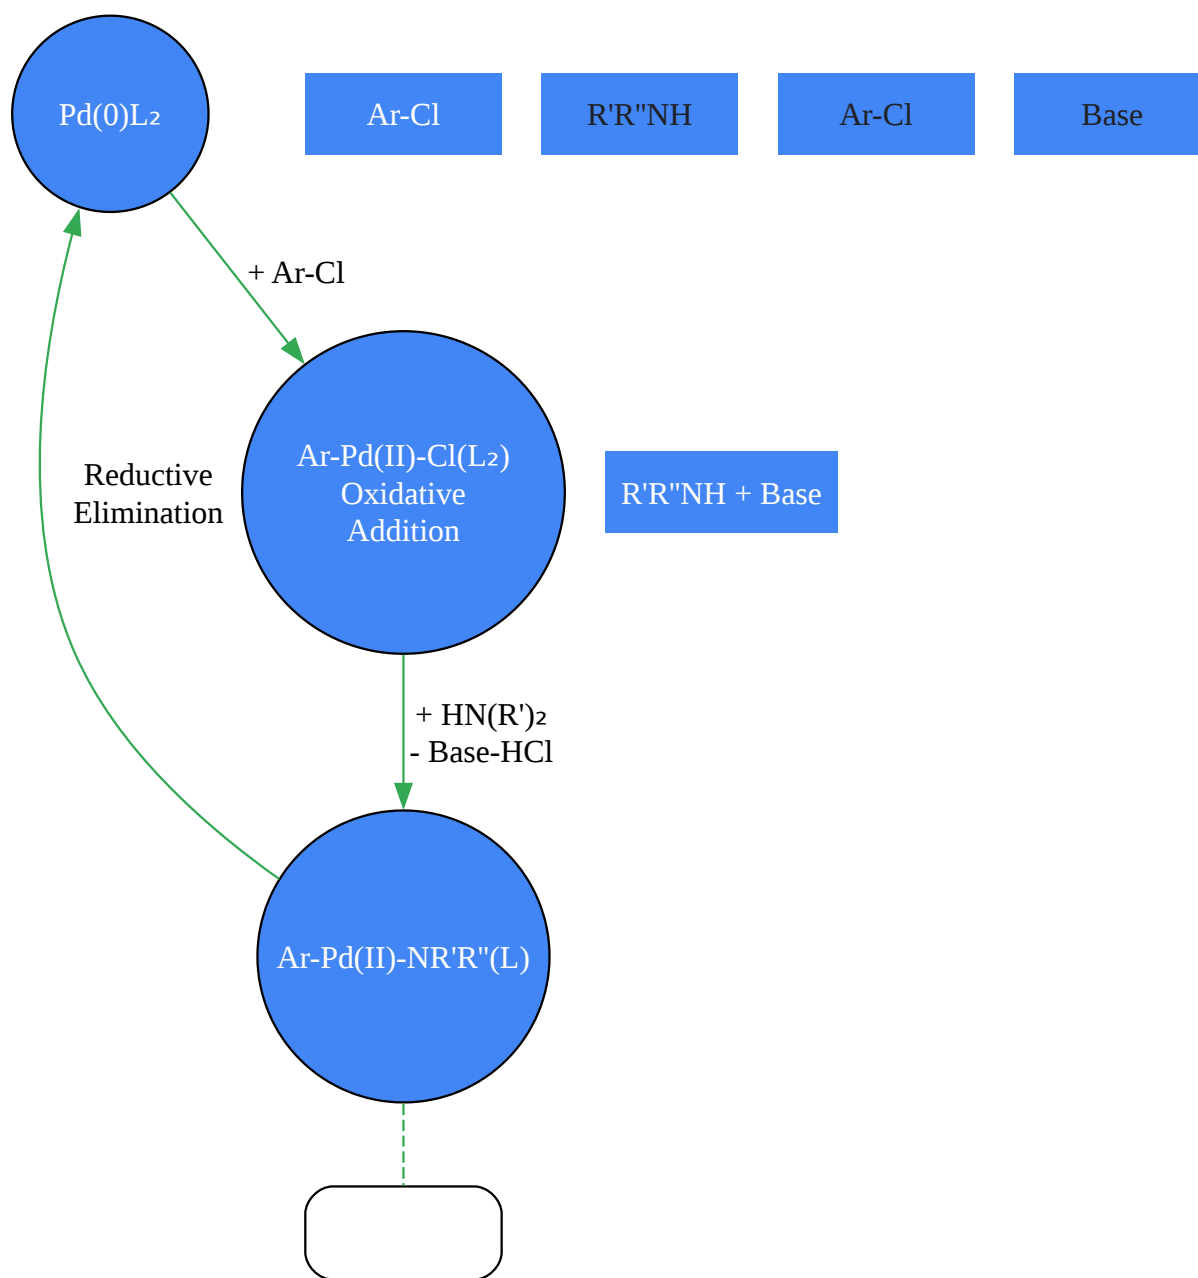 Pd(0)L₂
Ar-Cl
R'R''NH
Ar-Cl
Base
+ Ar-Cl
Reductive
Elimination
Ar-Pd(II)-Cl(L₂)
Oxidative
Addition
R'R''NH + Base
+ HN(R')₂
- Base-HCl
Ar-Pd(II)-NR'R''(L)